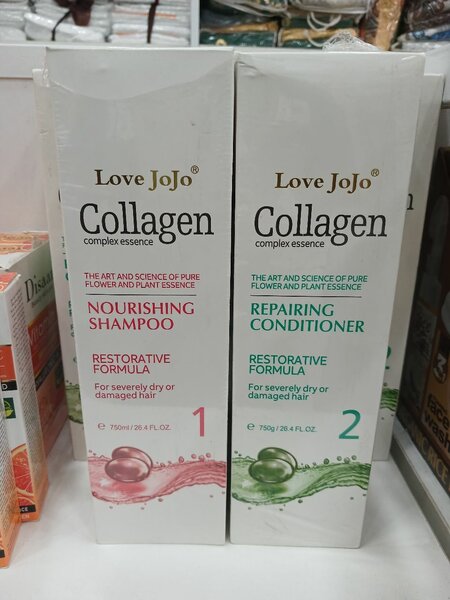 Love JoJo®
Collagen
complex essence
THE ART AND SCIENCE OF PURE
FLOWER AND PLANT ESSENCE
NOURISHING
SHAMPOO
RESTORATIVE
FORMULA
For severely dry or
damaged hair
℮ 750ml / 26.4 FL.OZ.
1
Love JoJo®
Collagen
complex essence
THE ART AND SCIENCE OF PURE
FLOWER AND PLANT ESSENCE
REPAIRING
CONDITIONER
RESTORATIVE
FORMULA
For severely dry or
damaged hair
℮ 750g / 26.4 FL.OZ.
2
2